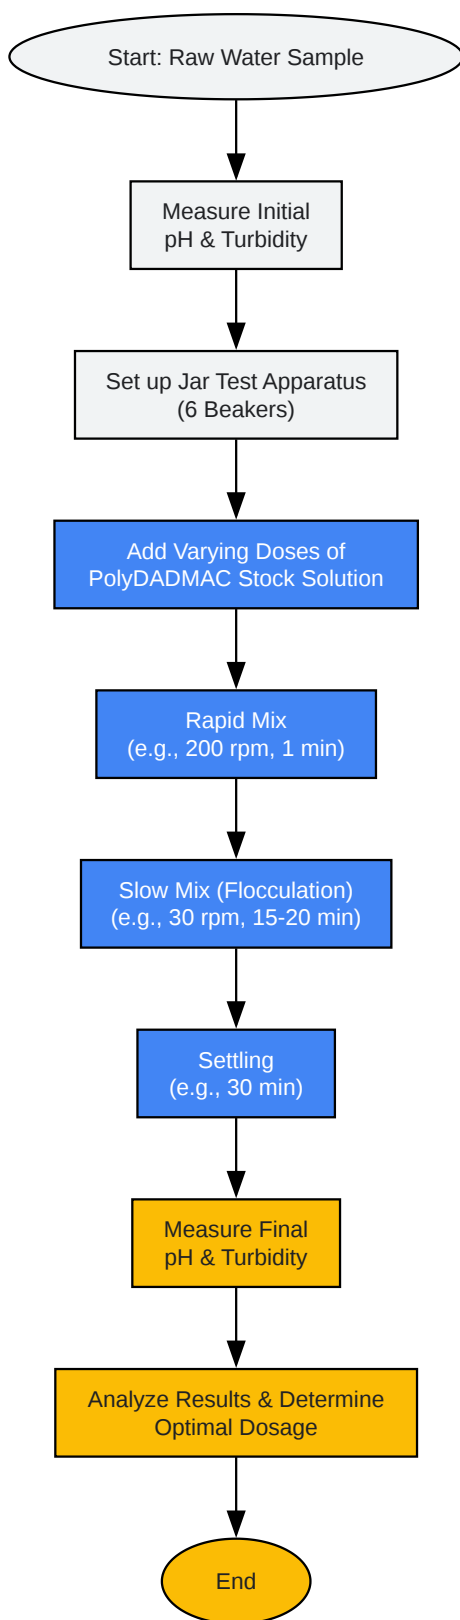 Start: Raw Water Sample
Measure Initial
pH & Turbidity
Set up Jar Test Apparatus
(6 Beakers)
Add Varying Doses of
PolyDADMAC Stock Solution
Rapid Mix
(e.g., 200 rpm, 1 min)
Slow Mix (Flocculation)
(e.g., 30 rpm, 15-20 min)
Settling
(e.g., 30 min)
Measure Final
pH & Turbidity
Analyze Results & Determine
Optimal Dosage
End